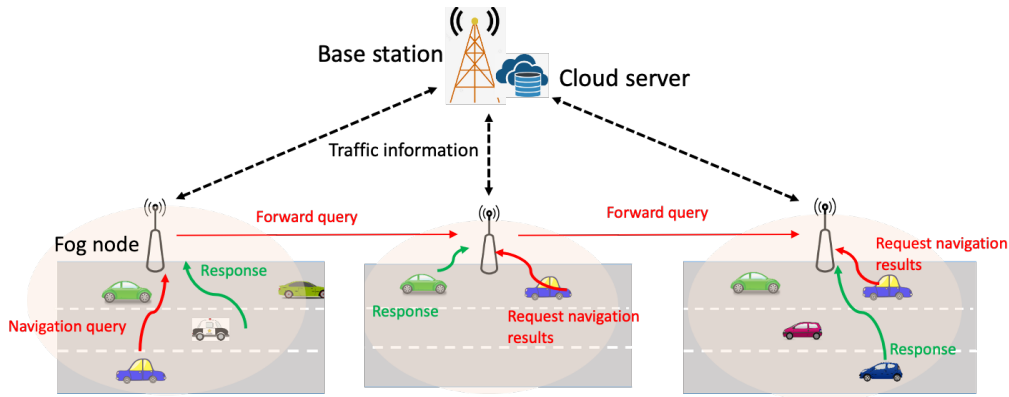 Base station
Cloud server
Traffic information
Forward query
Forward query
Fog node
Response
Request navigation
results
Navigation query
Response
Request navigation
results
Response